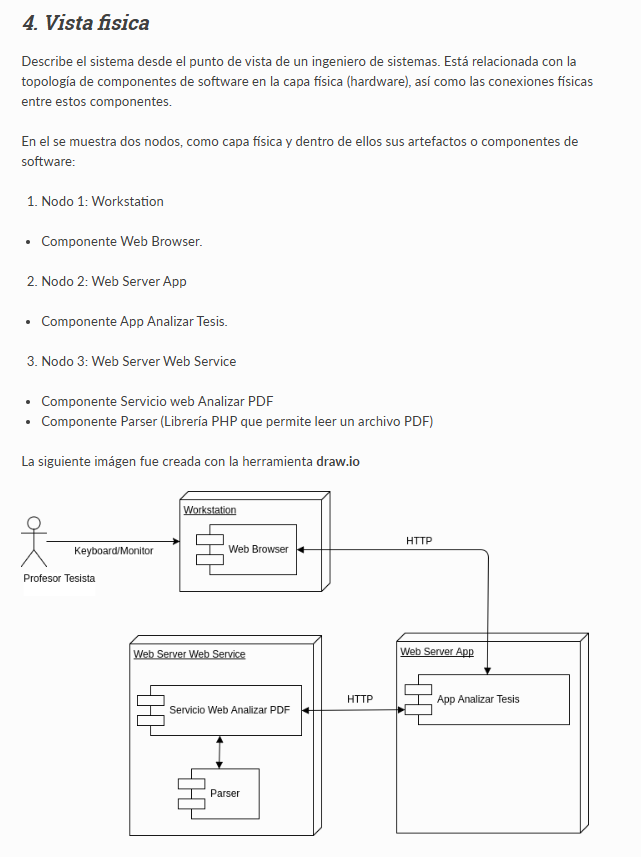 4. Vista fisica
Describe el sistema desde el punto de vista de un ingeniero de sistemas. Está relacionada con la
topología de componentes de software en la capa física (hardware), así como las conexiones físicas
entre estos componentes.
En el se muestra dos nodos, como capa física y dentro de ellos sus artefactos o componentes de
software:
1. Nodo 1: Workstation
• Componente Web Browser.
2. Nodo 2: Web Server App
• Componente App Analizar Tesis.
3. Nodo 3: Web Server Web Service
• Componente Servicio web Analizar PDF
• Componente Parser (Librería PHP que permite leer un archivo PDF)
La siguiente imágen fue creada con la herramienta draw.io
Workstation
Web Browser
HTTP
Keyboard/Monitor
Profesor Tesista
Web Server Web Service
Web Server App
Servicio Web Analizar PDF
HTTP
App Analizar Tesis
Parser